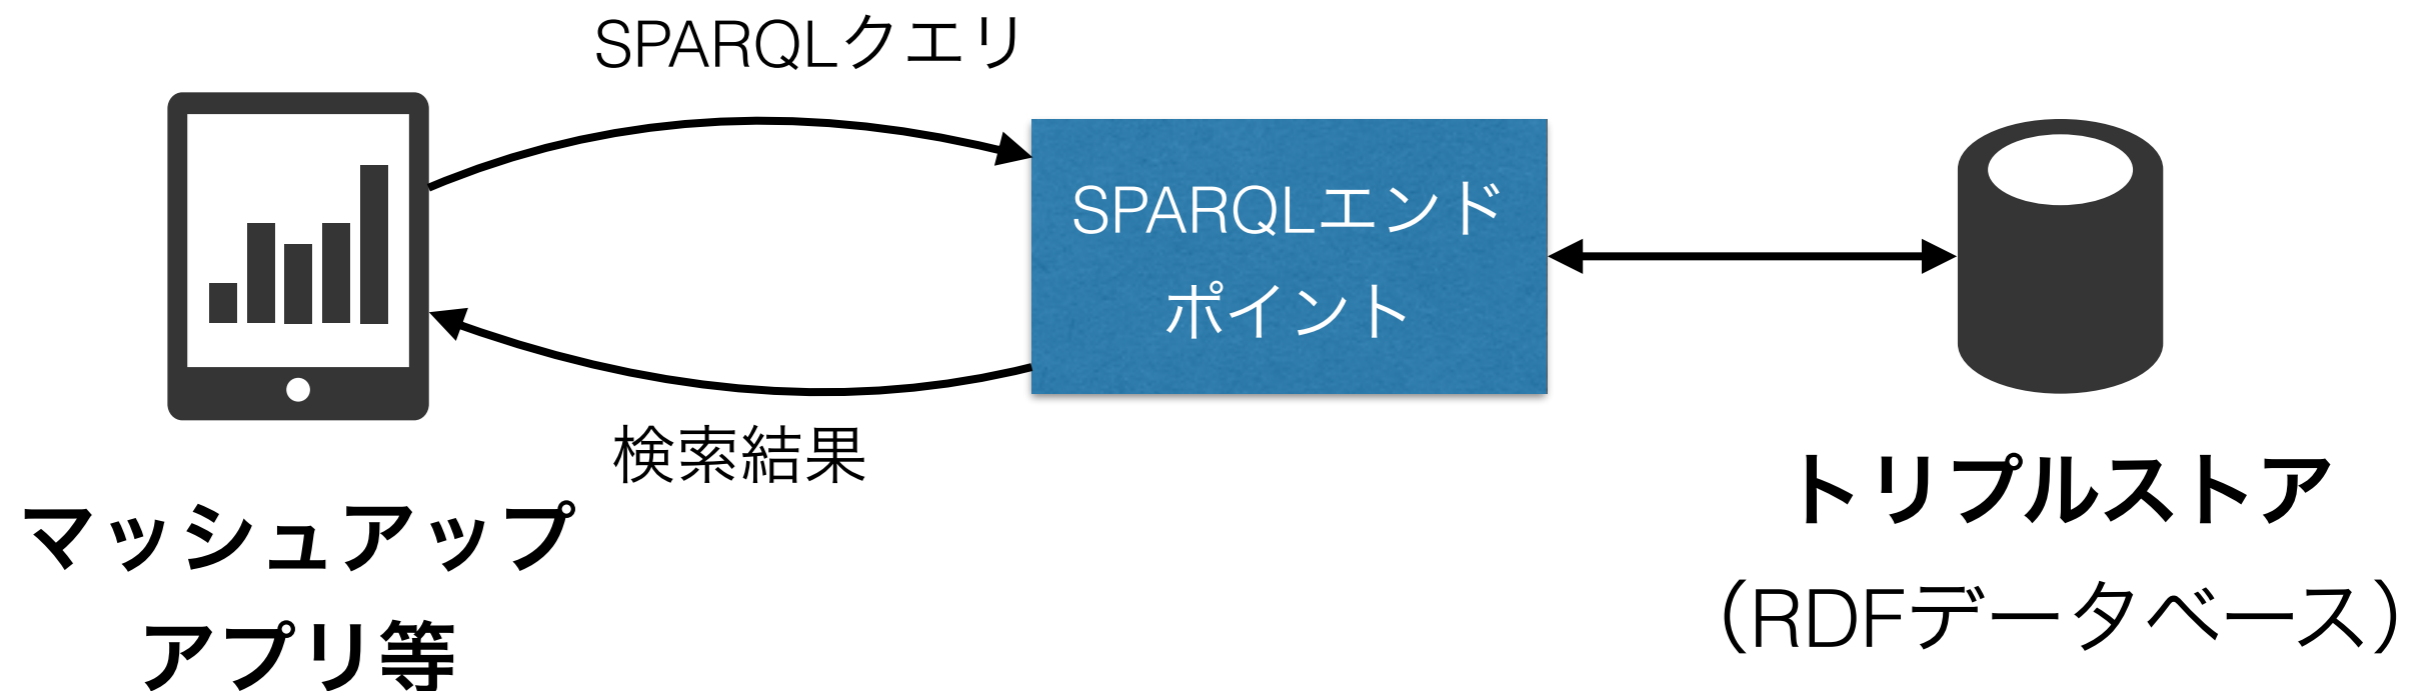 SPARQLクエリ
SPARQLエンド
ポイント
検索結果
マッシュアップ
アプリ等
トリプルストア
（RDFデータベース）